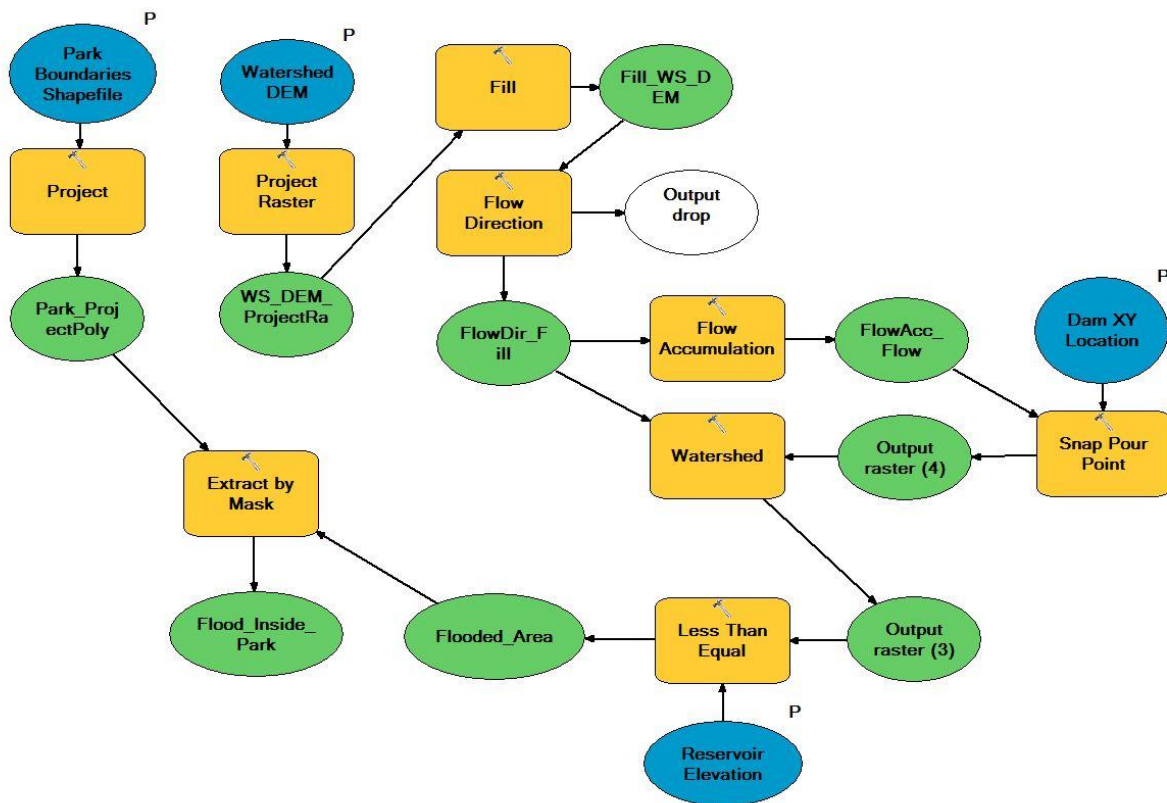 P
Park
Boundaries
Shapefile
P
Watershed
DEM
Fill
Fill_WS_D
EM
Project
Project
Raster
Flow
Direction
Output
drop
Park_Proj
ectPoly
WS_DEM_
ProjectRa
FlowDir_F
ill
Flow
Accumulation
FlowAcc_
Flow
P
Dam XY
Location
Extract by
Mask
Watershed
Output
raster (4)
Snap Pour
Point
Flood_Inside_
Park
Flooded_Area
Less Than
Equal
Output
raster (3)
P
Reservoir
Elevation